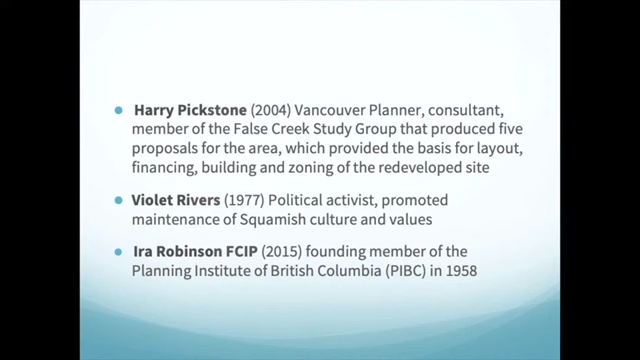 Harry Pickstone (2004) Vancouver Planner, consultant,
member of the False Creek Study Group that produced five
proposals for the area, which provided the basis for layout,
financing, building and zoning of the redeveloped site
Violet Rivers (1977) Political activist, promoted
maintenance of Squamish culture and values
Ira Robinson FCIP (2015) founding member of the
Planning Institute of British Columbia (PIBC) in 1958